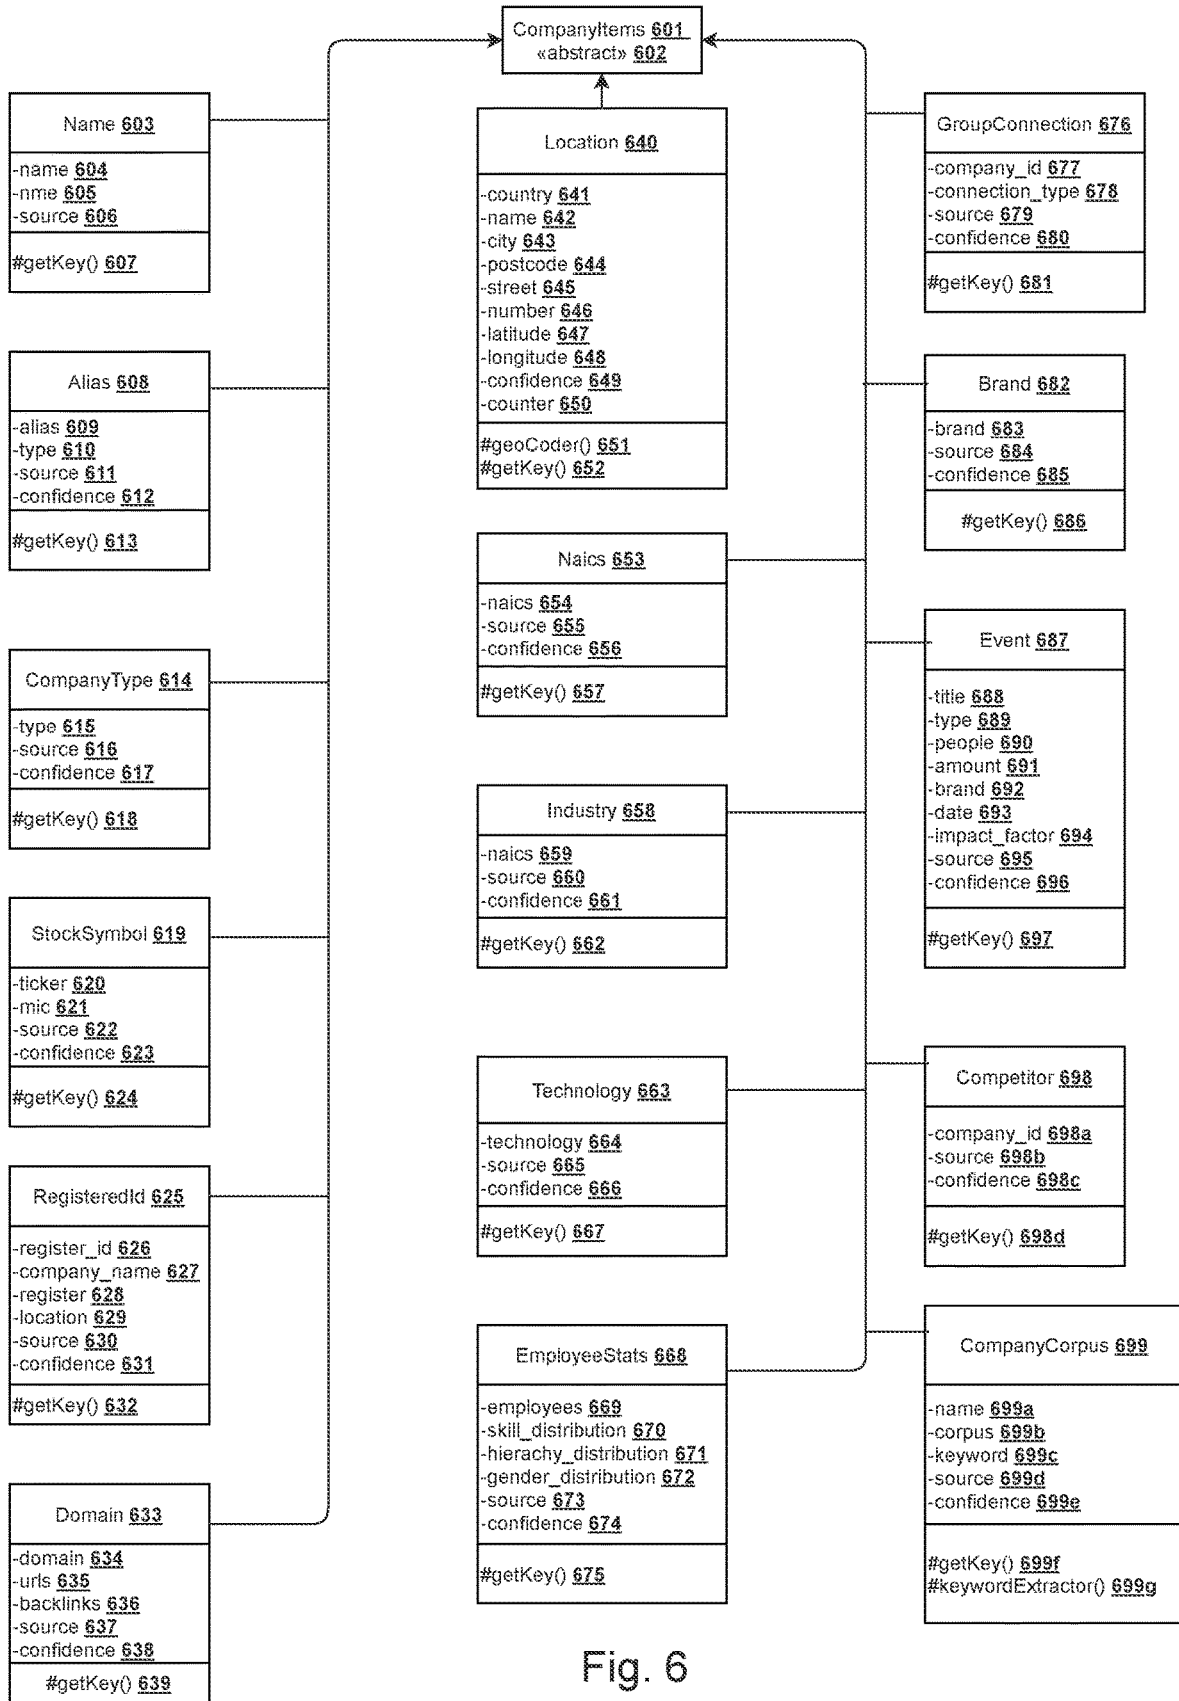 CompanyItems 601
«abstract» 602
Name 603
-name 604
-nme 605
-source 606
#getKey() 607
Alias 608
-alias 609
-type 610
-source 611
-confidence 612
#getKey() 613
CompanyType 614
-type 615
-source 616
-confidence 617
#getKey() 618
StockSymbol 619
-ticker 620
-mic 621
-source 622
-confidence 623
#getKey() 624
RegisteredId 625
-register_id 626
-company_name 627
-register 628
-location 629
-source 630
-confidence 631
#getKey() 632
Domain 633
-domain 634
-urls 635
-backlinks 636
-source 637
-confidence 638
#getKey() 639
Location 640
-country 641
-name 642
-city 643
-postcode 644
-street 645
-number 646
-latitude 647
-longitude 648
-confidence 649
-counter 650
#geoCoder() 651
#getKey() 652
Naics 653
-naics 654
-source 655
-confidence 656
#getKey() 657
Industry 658
-naics 659
-source 660
-confidence 661
#getKey() 662
Technology 663
-technology 664
-source 665
-confidence 666
#getKey() 667
EmployeeStats 668
-employees 669
-skill_distribution 670
-hierachy_distribution 671
-gender_distribution 672
-source 673
-confidence 674
#getKey() 675
GroupConnection 676
-company_id 677
-connection_type 678
-source 679
-confidence 680
#getKey() 681
Brand 682
-brand 683
-source 684
-confidence 685
#getKey() 686
Event 687
-title 688
-type 689
-people 690
-amount 691
-brand 692
-date 693
-impact_factor 694
-source 695
-confidence 696
#getKey() 697
Competitor 698
-company_id 698a
-source 698b
-confidence 698c
#getKey() 698d
CompanyCorpus 699
-name 699a
-corpus 699b
-keyword 699c
-source 699d
-confidence 699e
#getKey() 699f
#keywordExtractor() 699g
Fig. 6